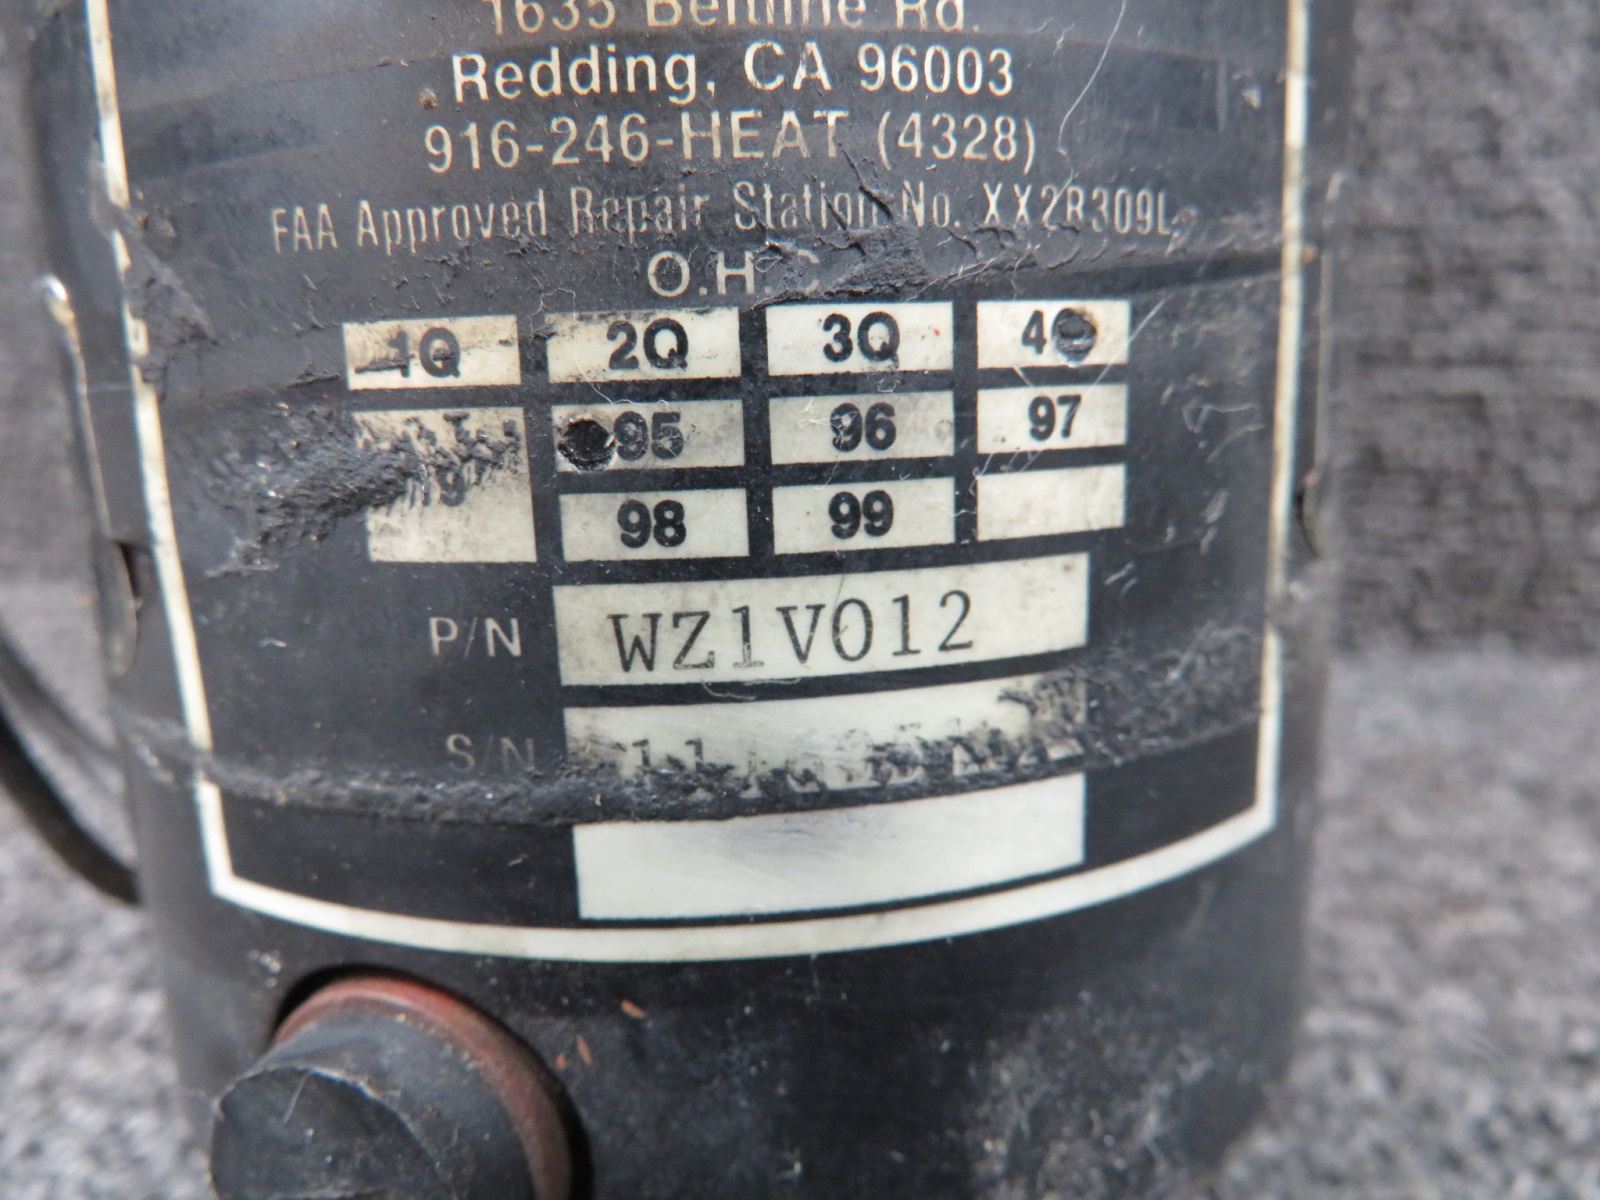 1635 Beltline Rd.
Redding, CA 96003
916-246-HEAT (4328)
FAA Approved Repair Station No. XX2R309L
O.H.C
1Q 2Q 3Q 4Q
95 96 97
98 99
P/N WZ1VO12
S/N